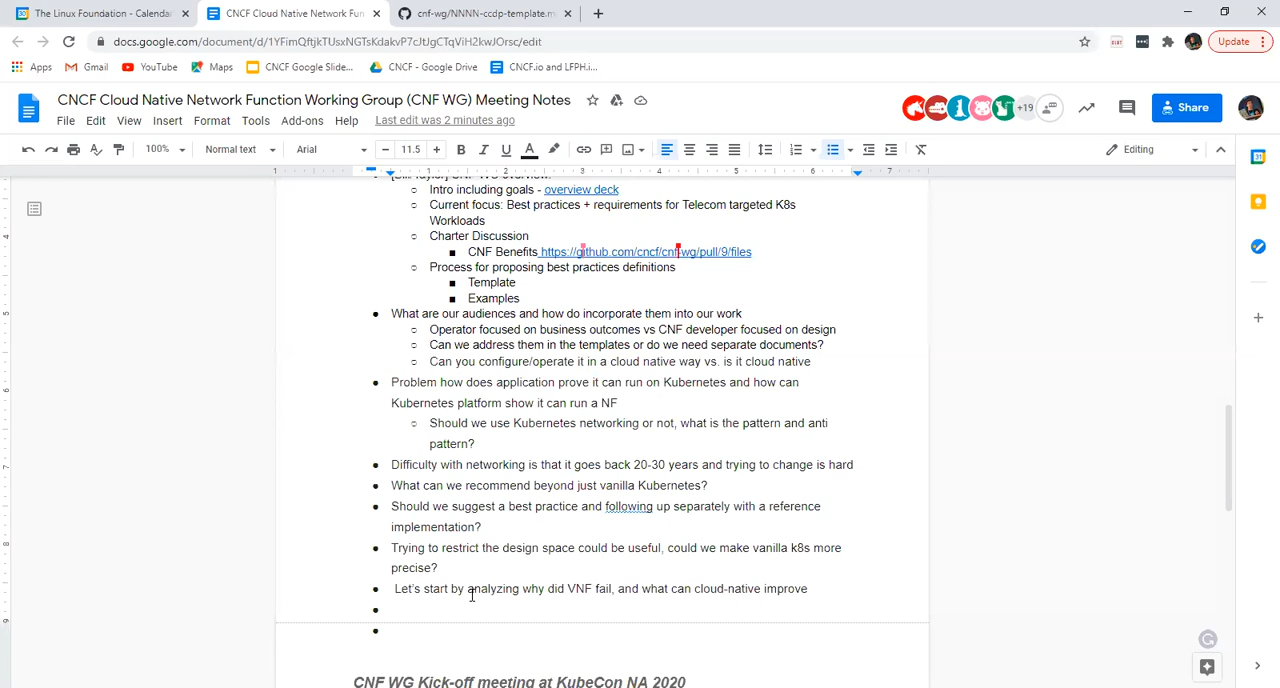 The Linux Foundation - Calenda
CNCF Cloud Native Network Fun
cnf-wg/NNNN-ccdp-template.m
docs.google.com/document/d/1YFimQftjkTUsxNGTsKdakvP7cJtJgCTqViH2kwJOrsc/edit
Update
Apps
Gmail
YouTube
Maps
CNCF Google Slide...
CNCF - Google Drive
CNCF.io and LFPH.i...
CNCF Cloud Native Network Function Working Group (CNF WG) Meeting Notes
File Edit View Insert Format Tools Add-ons Help Last edit was 2 minutes ago
+19
Share
100% Normal text Arial 11.5 B I U A Editing
1 1 2 3 4 5 6 7
Intro including goals - overview deck
Current focus: Best practices + requirements for Telecom targeted K8s
Workloads
Charter Discussion
CNF Benefits https://github.com/cncf/cnf-wg/pull/9/files
Process for proposing best practices definitions
Template
Examples
What are our audiences and how do incorporate them into our work
Operator focused on business outcomes vs CNF developer focused on design
Can we address them in the templates or do we need separate documents?
Can you configure/operate it in a cloud native way vs. is it cloud native
Problem how does application prove it can run on Kubernetes and how can
Kubernetes platform show it can run a NF
Should we use Kubernetes networking or not, what is the pattern and anti
pattern?
Difficulty with networking is that it goes back 20-30 years and trying to change is hard
What can we recommend beyond just vanilla Kubernetes?
Should we suggest a best practice and following up separately with a reference
implementation?
Trying to restrict the design space could be useful, could we make vanilla k8s more
precise?
Let's start by analyzing why did VNF fail, and what can cloud-native improve
CNF WG Kick-off meeting at KubeCon NA 2020